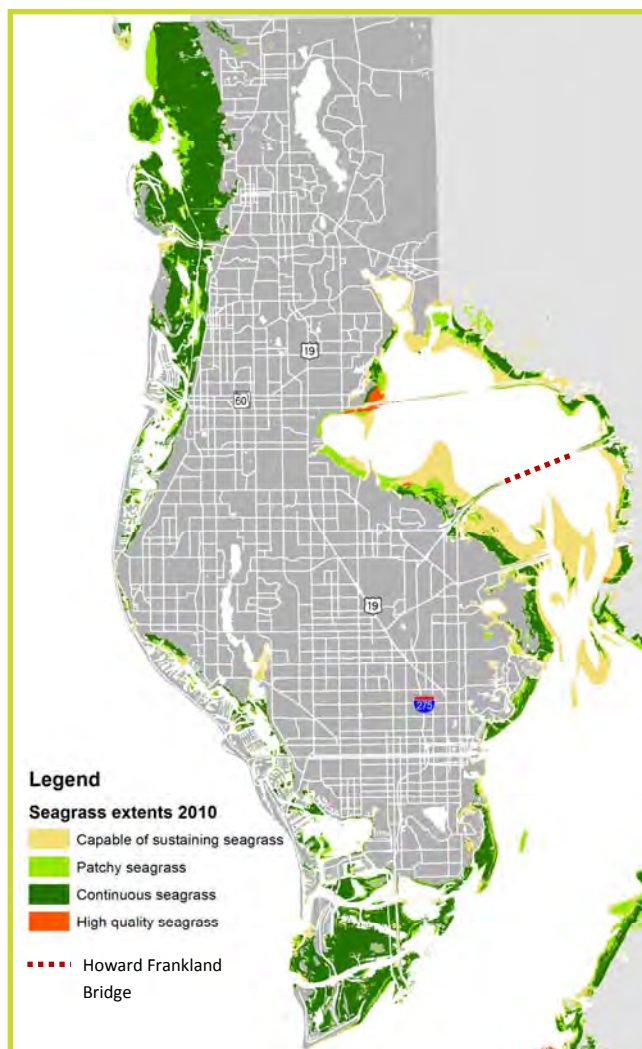 19
60
19
275
Legend
Seagrass extents 2010
Capable of sustaining seagrass
Patchy seagrass
Continuous seagrass
High quality seagrass
Howard Frankland
Bridge